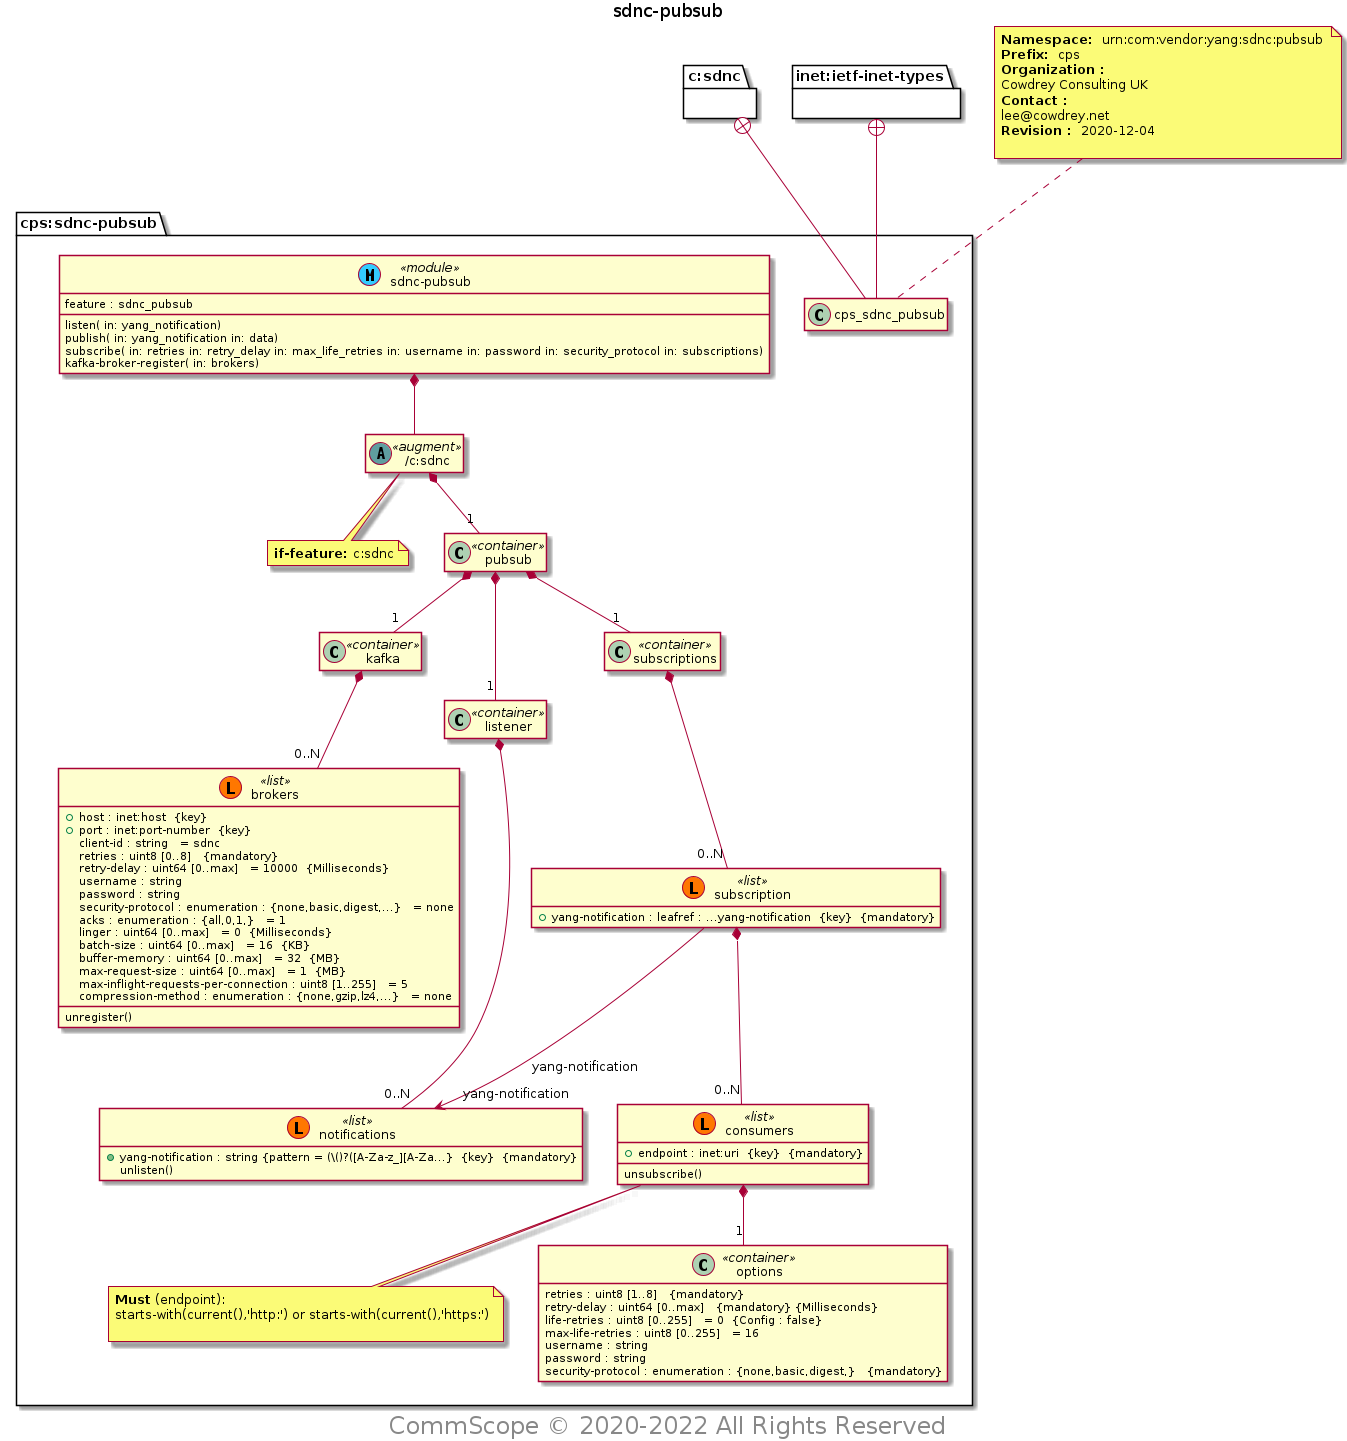 sdnc-pubsub
Namespace:  urn:com:vendor:yang:sdnc:pubsub
Prefix:  cps
Organization :
Cowdrey Consulting UK
Contact :
lee@cowdrey.net
Revision :  2020-12-04
c:sdnc
inet:ietf-inet-types
cps:sdnc-pubsub
M
«module»
sdnc-pubsub
feature : sdnc_pubsub
listen( in: yang_notification)
publish( in: yang_notification in: data)
subscribe( in: retries in: retry_delay in: max_life_retries in: username in: password in: security_protocol in: subscriptions)
kafka-broker-register( in: brokers)
C
cps_sdnc_pubsub
A
«augment»
/c:sdnc
if-feature: c:sdnc
1
C
«container»
pubsub
1
C
«container»
kafka
1
C
«container»
subscriptions
1
C
«container»
listener
0..N
L
«list»
brokers
host : inet:host  {key}
port : inet:port-number  {key}
client-id : string   = sdnc
retries : uint8 [0..8]   {mandatory}
retry-delay : uint64 [0..max]   = 10000  {Milliseconds}
username : string
password : string
security-protocol : enumeration : {none,basic,digest,...}   = none
acks : enumeration : {all,0,1,}   = 1
linger : uint64 [0..max]   = 0  {Milliseconds}
batch-size : uint64 [0..max]   = 16  {KB}
buffer-memory : uint64 [0..max]   = 32  {MB}
max-request-size : uint64 [0..max]   = 1  {MB}
max-inflight-requests-per-connection : uint8 [1..255]   = 5
compression-method : enumeration : {none,gzip,lz4,...}   = none
unregister()
0..N
L
«list»
subscription
yang-notification : leafref : ...yang-notification  {key}  {mandatory}
yang-notification
yang-notification
0..N
L
«list»
notifications
yang-notification : string {pattern = (\()?([A-Za-z_][A-Za...}  {key}  {mandatory}
unlisten()
0..N
L
«list»
consumers
endpoint : inet:uri  {key}  {mandatory}
unsubscribe()
Must (endpoint):
starts-with(current(),'http:') or starts-with(current(),'https:')
1
C
«container»
options
retries : uint8 [1..8]   {mandatory}
retry-delay : uint64 [0..max]   {mandatory} {Milliseconds}
life-retries : uint8 [0..255]   = 0  {Config : false}
max-life-retries : uint8 [0..255]   = 16
username : string
password : string
security-protocol : enumeration : {none,basic,digest,}   {mandatory}
CommScope © 2020-2022 All Rights Reserved